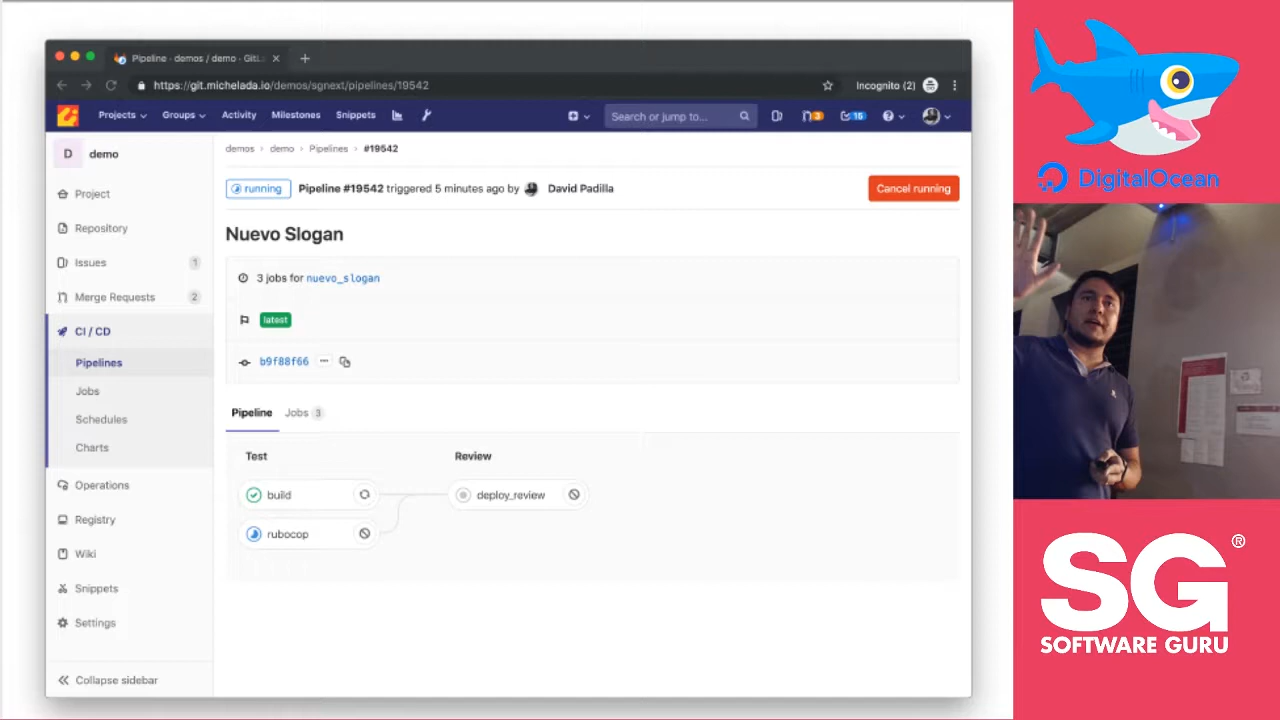 Pipeline · demos / demo · GitL
https://git.michelada.io/demos/sgnext/pipelines/19542
Incognito (2)
Projects
Groups
Activity
Milestones
Snippets
Search or jump to...
3
16
D
demo
Project
Repository
Issues
1
Merge Requests
2
CI / CD
Pipelines
Jobs
Schedules
Charts
Operations
Registry
Wiki
Snippets
Settings
Collapse sidebar
demos > demo > Pipelines > #19542
running
Pipeline #19542 triggered 5 minutes ago by David Padilla
Cancel running
Nuevo Slogan
3 jobs for nuevo_slogan
latest
b9f88f66
Pipeline
Jobs 3
Test
Review
build
deploy_review
rubocop
DigitalOcean
SG®
SOFTWARE GURU